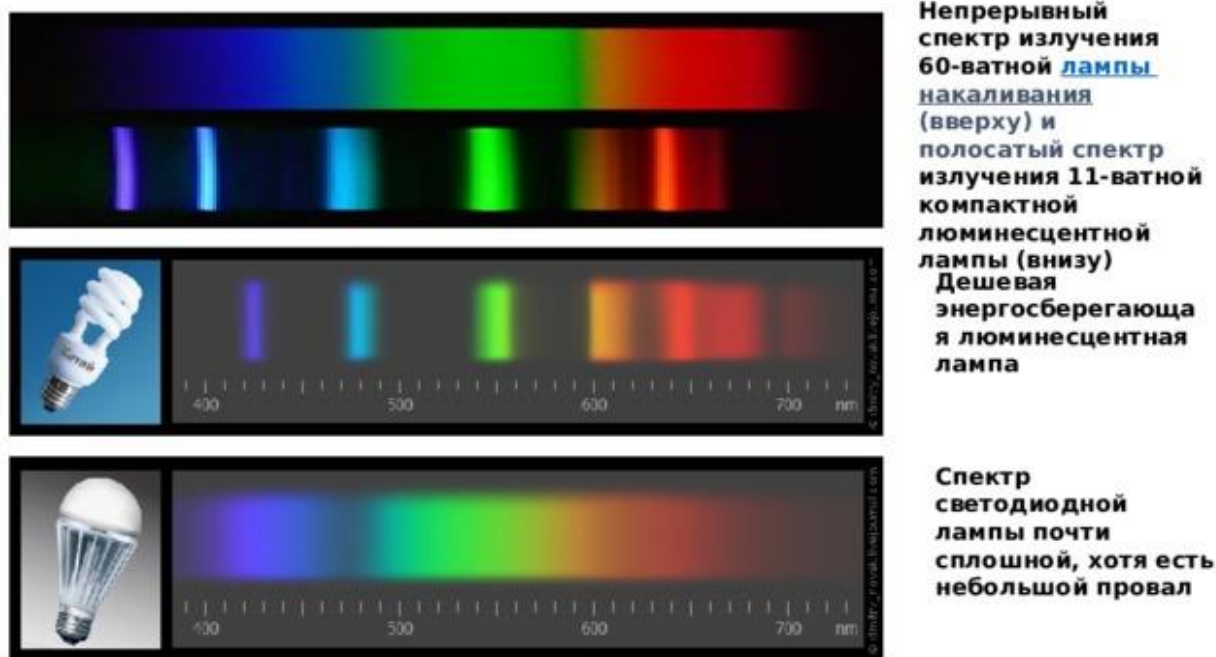 Непрерывный
спектр излучения
60-ватной лампы
накаливания
(вверху) и
полосатый спектр
излучения 11-ватной
компактной
люминесцентной
лампы (внизу)
Дешевая
энергосберегающа
я люминесцентная
лампа
Китай
400 500 600 700 nm
Спектр
светодиодной
лампы почти
сплошной, хотя есть
небольшой провал
400 500 600 700 nm